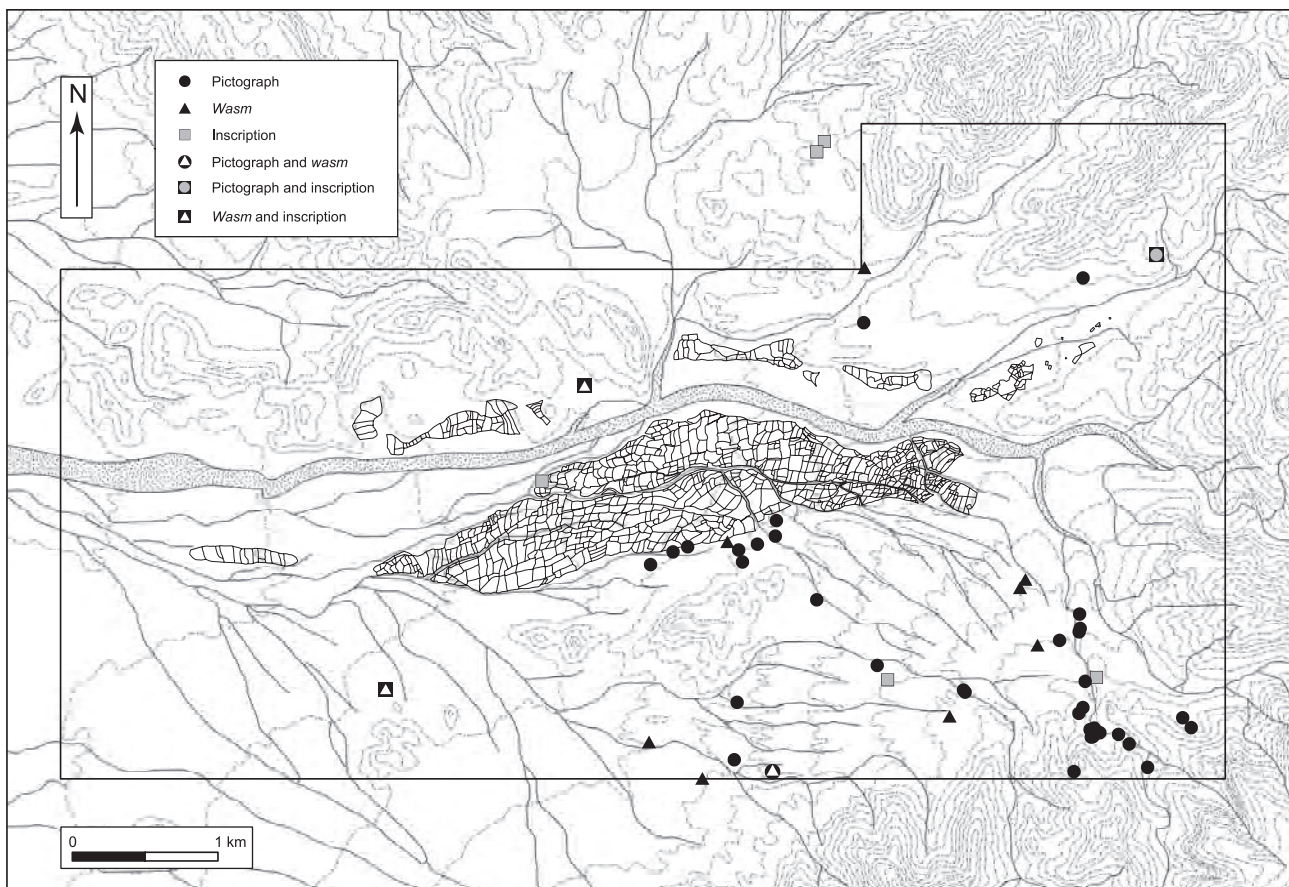 N
Pictograph
Wasm
Inscription
Pictograph and wasm
Pictograph and inscription
Wasm and inscription
0 1 km